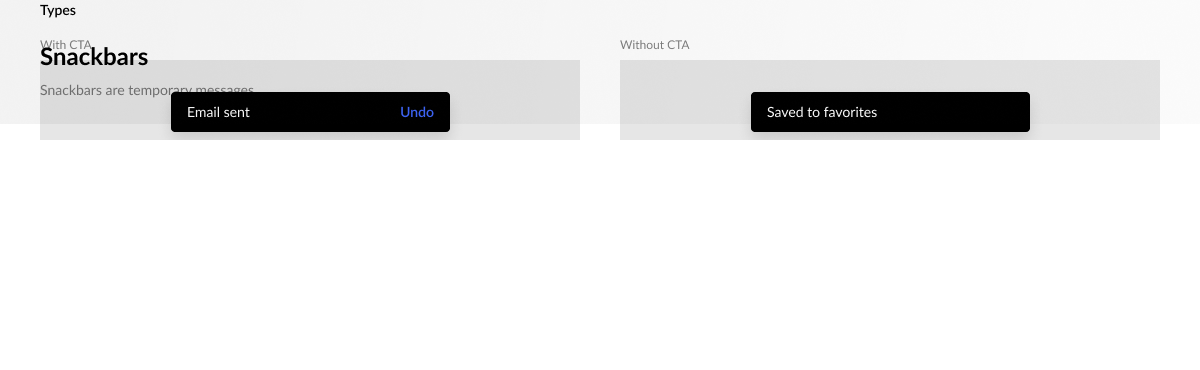 Types
With CTA
Without CTA
Snackbars
Snackbars are temporary messages
Email sent
Undo
Saved to favorites